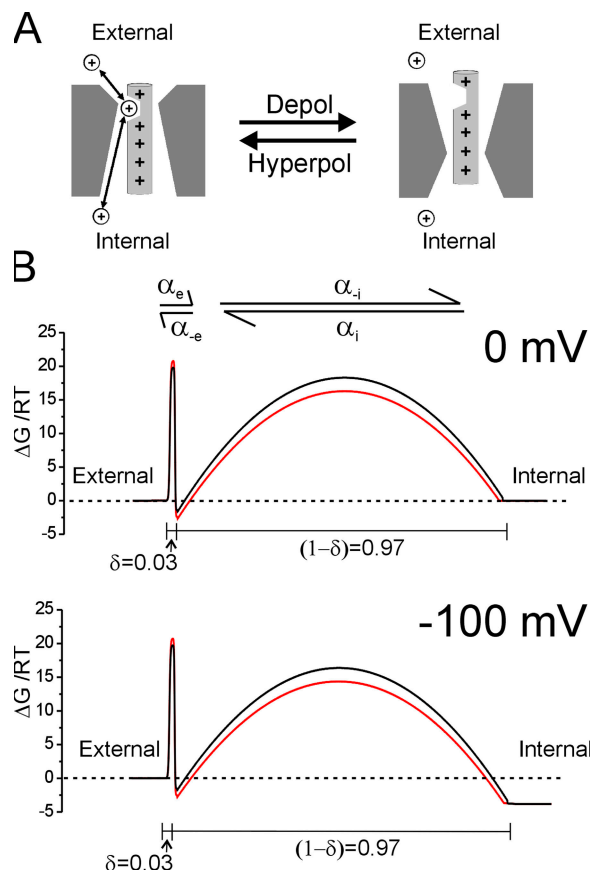 A
External External
+ + + + + + +
Depol
Hyperpol
+ + + + + +
Internal Internal
B
αe α-i
α-e αi
0 mV
25
20
15
10
5
0
-5
ΔG /RT
External Internal
δ=0.03 (1−δ)=0.97
-100 mV
25
20
15
10
5
0
-5
ΔG /RT
External Internal
δ=0.03 (1−δ)=0.97